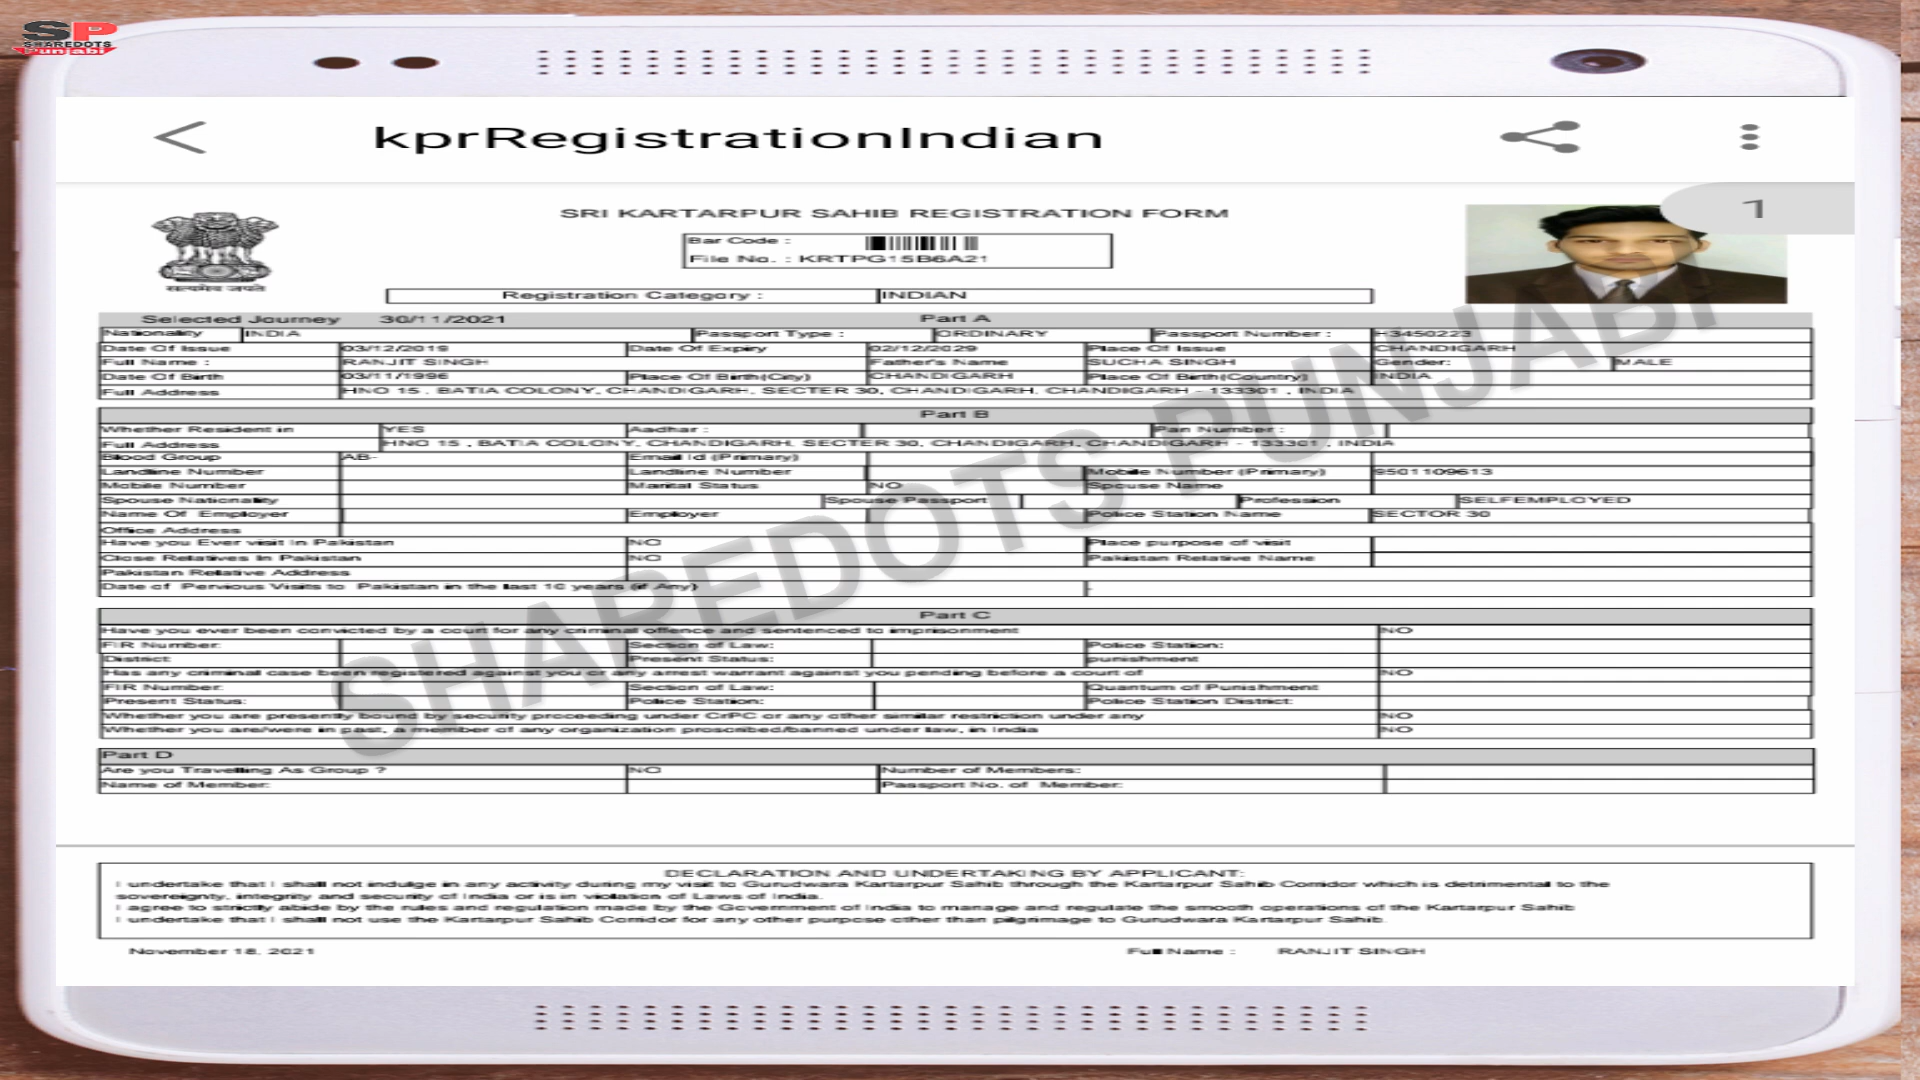 SP
SHAREDOTS
Punjabi
kprRegistrationIndian
1
SRI KARTARPUR SAHIB REGISTRATION FORM
Bar Code :
File No. : KRTPG15B6A21
सत्यमेव जयते
Registration Category : INDIAN
Selected Journey 30/11/2021 Part A
Nationality INDIA Passport Type : ORDINARY Passport Number : H3450223
Date Of Issue 03/12/2019 Date Of Expiry 02/12/2029 Place Of Issue CHANDIGARH
Full Name : RANJIT SINGH Father's Name SUCHA SINGH Gender: MALE
Date Of Birth 03/11/1996 Place Of Birth(City) CHANDIGARH Place Of Birth(Country) INDIA
Full Address HNO 15 , BATIA COLONY, CHANDIGARH, SECTER 30, CHANDIGARH, CHANDIGARH - 133301 , INDIA
Part B
Whether Resident in YES Aadhar : Pan Number :
Full Address HNO 15 , BATIA COLONY, CHANDIGARH, SECTER 30, CHANDIGARH, CHANDIGARH - 133301 , INDIA
Blood Group AB- Email Id (Primary)
Landline Number Landline Number Mobile Number (Primary) 9501109613
Mobile Number Marital Status NO Spouse Name
Spouse Nationality Spouse Passport Profession SELFEMPLOYED
Name Of Employer Employer Police Station Name SECTOR 30
Office Address
Have you Ever visit In Pakistan NO Place purpose of visit
Close Relatives In Pakistan NO Pakistan Relative Name
Pakistan Relative Address
Date of Pervious Visits to Pakistan in the last 10 years (if Any) -
Part C
Have you ever been convicted by a court for any criminal offence and sentenced to imprisonment NO
FIR Number: Section of Law: Police Station:
District: Present Status: punishment
Has any criminal case been registered against you or any arrest warrant against you pending before a court of NO
FIR Number: Section of Law: Quantum of Punishment
Present Status: Police Station: Police Station District:
Whether you are presently bound by security proceeding under CrPC or any other similar restriction under any NO
Whether you are/were in past, a member of any organization proscribed/banned under law, in India NO
Part D
Are you Travelling As Group ? NO Number of Members:
Name of Member: Passport No. of Member:
SHAREDOTS PUNJABI
DECLARATION AND UNDERTAKING BY APPLICANT:
I undertake that I shall not indulge in any activity during my visit to Gurudwara Kartarpur Sahib through the Kartarpur Sahib Corridor which is detrimental to the
sovereignty, integrity and security of India or is in violation of Laws of India.
I agree to strictly abide by the rules and regulation made by the Government of India to manage and regulate the smooth operations of the Kartarpur Sahib
I undertake that I shall not use the Kartarpur Sahib Corridor for any other purpose other than pilgrimage to Gurudwara Kartarpur Sahib.
November 18, 2021 Full Name : RANJIT SINGH